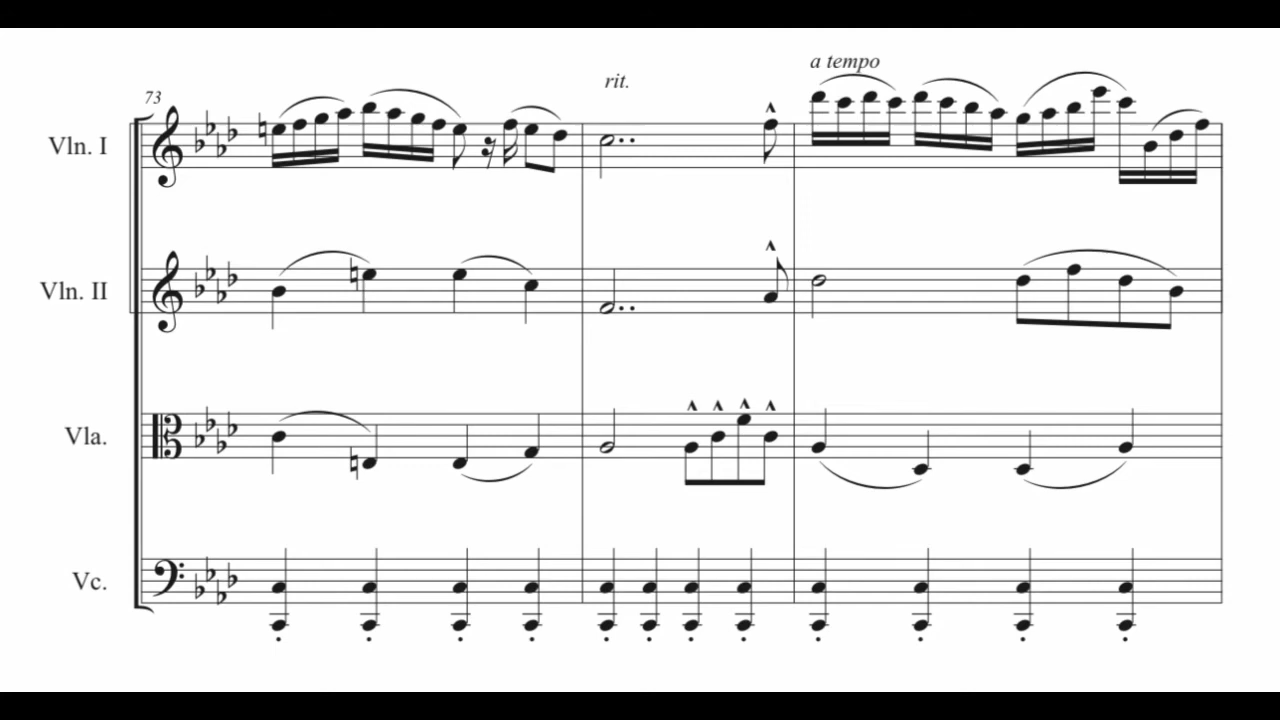 a tempo
rit.
73
Vln. I
Vln. II
Vla.
Vc.